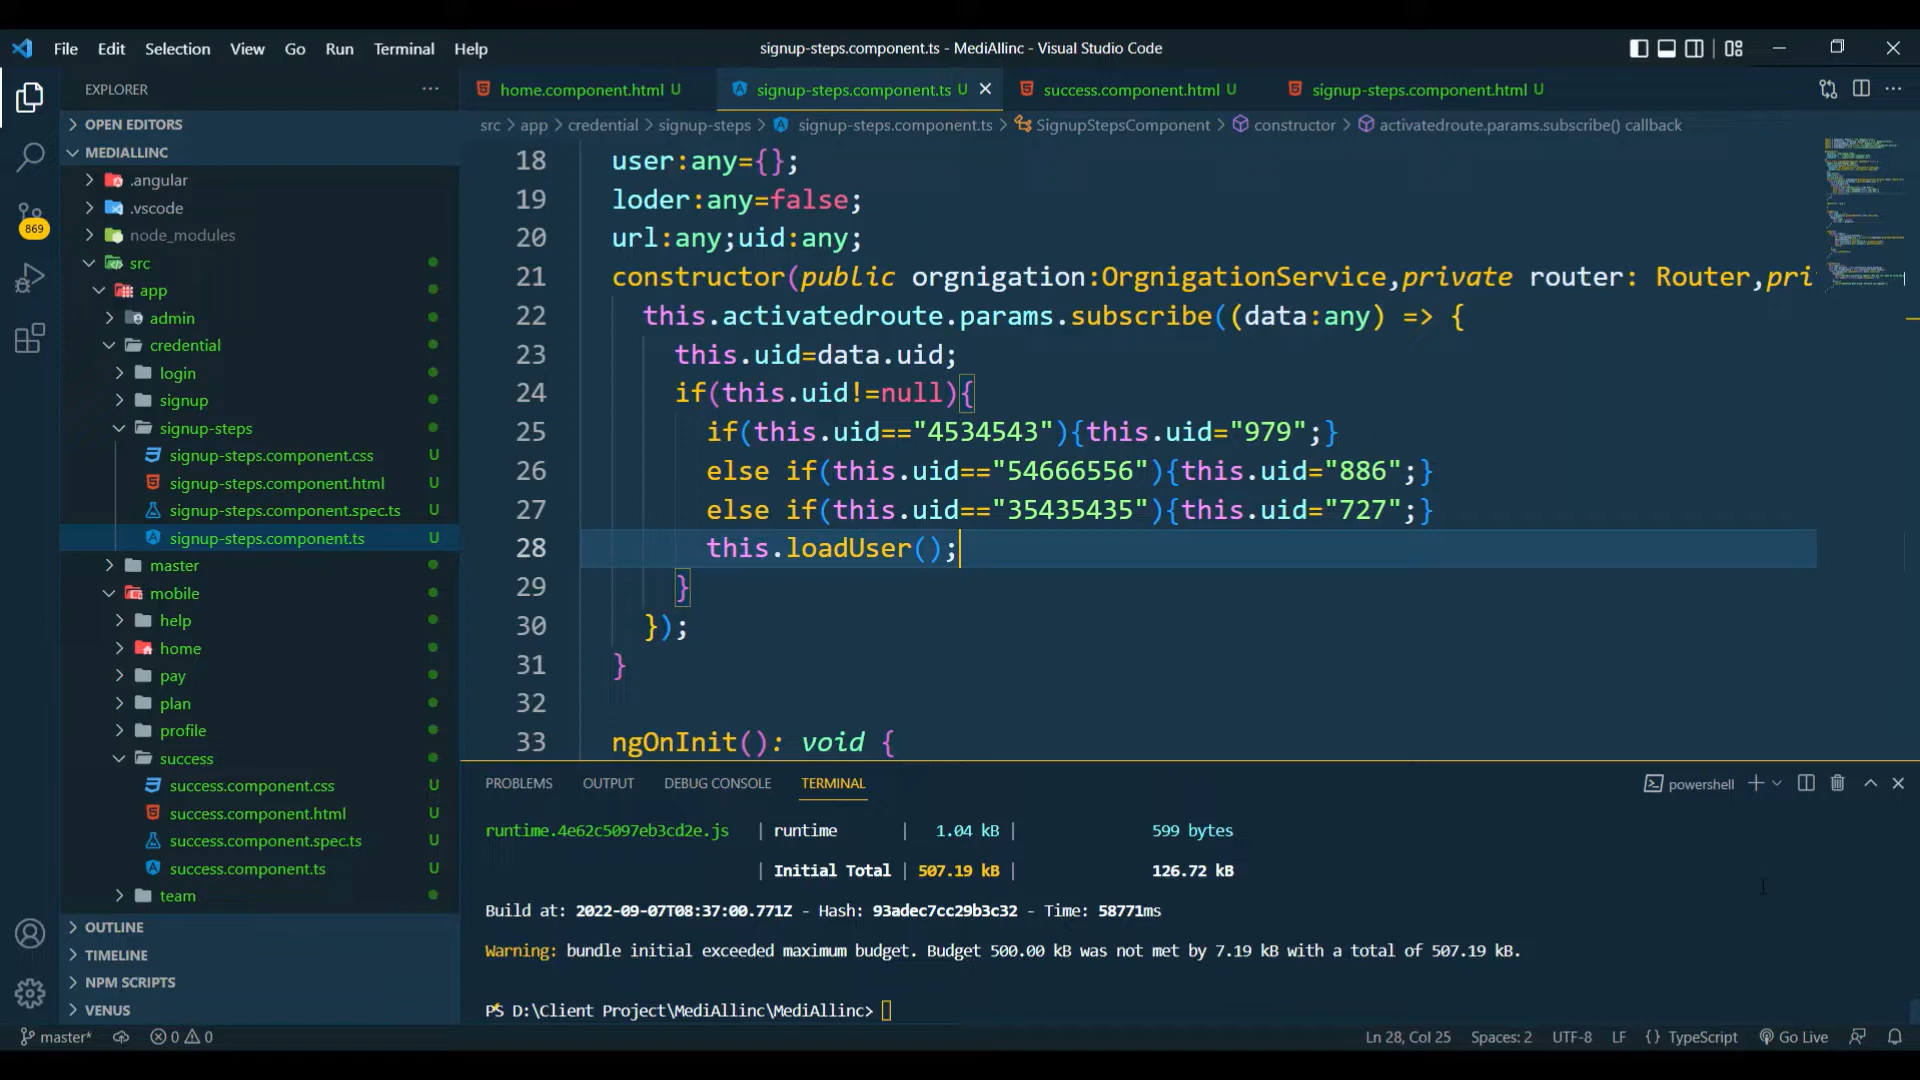 File Edit Selection View Go Run Terminal Help
signup-steps.component.ts - MediAllinc - Visual Studio Code
EXPLORER
home.component.html U
signup-steps.component.ts U
success.component.html U
signup-steps.component.html U
OPEN EDITORS
src > app > credential > signup-steps > signup-steps.component.ts > SignupStepsComponent > constructor > activatedroute.params.subscribe() callback
MEDIALLINC
.angular
.vscode
869
node_modules
src
app
admin
credential
login
signup
signup-steps
signup-steps.component.css U
signup-steps.component.html U
signup-steps.component.spec.ts U
signup-steps.component.ts U
master
mobile
help
home
pay
plan
profile
success
success.component.css U
success.component.html U
success.component.spec.ts U
success.component.ts U
team
OUTLINE
TIMELINE
NPM SCRIPTS
VENUS
18 user:any={};
19 loder:any=false;
20 url:any;uid:any;
21 constructor(public orgnigation:OrgnigationService,private router: Router,pri
22 this.activatedroute.params.subscribe((data:any) => {
23 this.uid=data.uid;
24 if(this.uid!=null){
25 if(this.uid=="4534543"){this.uid="979";}
26 else if(this.uid=="54666556"){this.uid="886";}
27 else if(this.uid=="35435435"){this.uid="727";}
28 this.loadUser();
29 }
30 });
31 }
32
33 ngOnInit(): void {
PROBLEMS OUTPUT DEBUG CONSOLE TERMINAL
powershell
runtime.4e62c5097eb3cd2e.js | runtime | 1.04 kB | 599 bytes
| Initial Total | 507.19 kB | 126.72 kB
Build at: 2022-09-07T08:37:00.771Z - Hash: 93adec7cc29b3c32 - Time: 58771ms
Warning: bundle initial exceeded maximum budget. Budget 500.00 kB was not met by 7.19 kB with a total of 507.19 kB.
PS D:\Client Project\MediAllinc\MediAllinc>
master* 0 0
Ln 28, Col 25 Spaces: 2 UTF-8 LF {} TypeScript Go Live